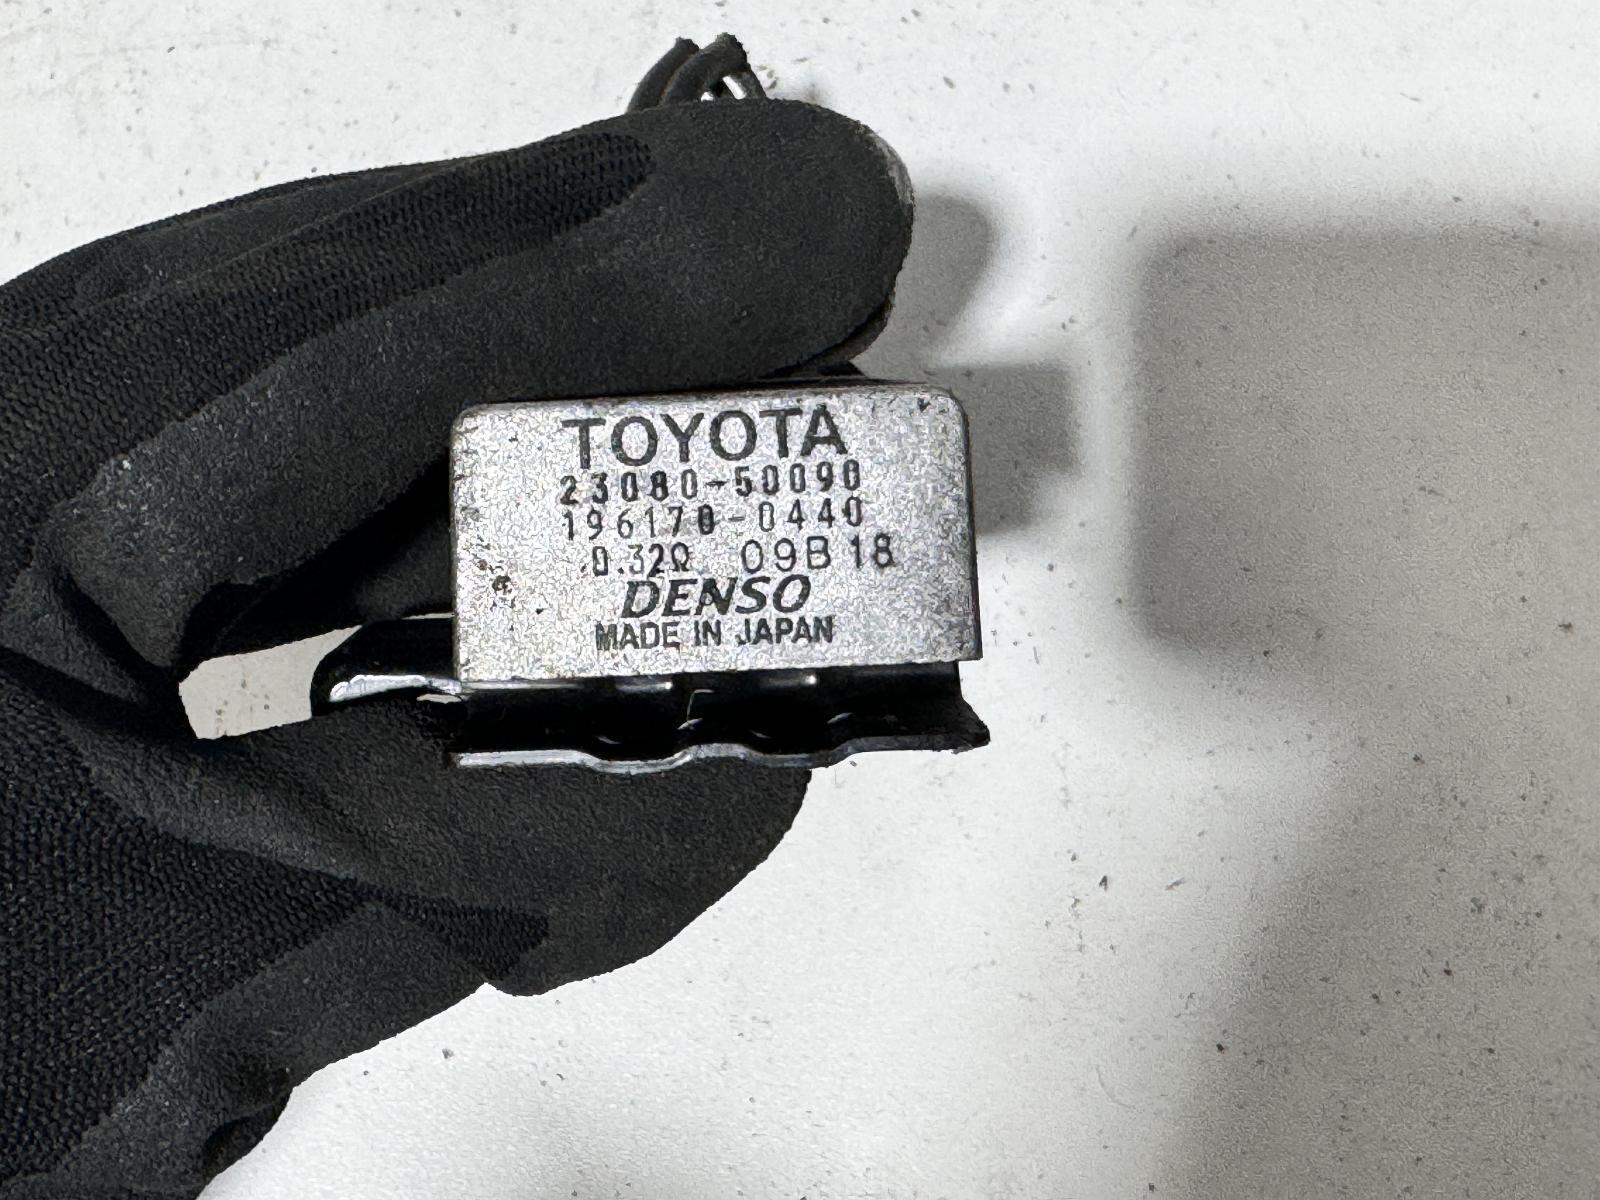 TOYOTA
23080-50090
196170-0440
0.32Ω 09B18
DENSO
MADE IN JAPAN